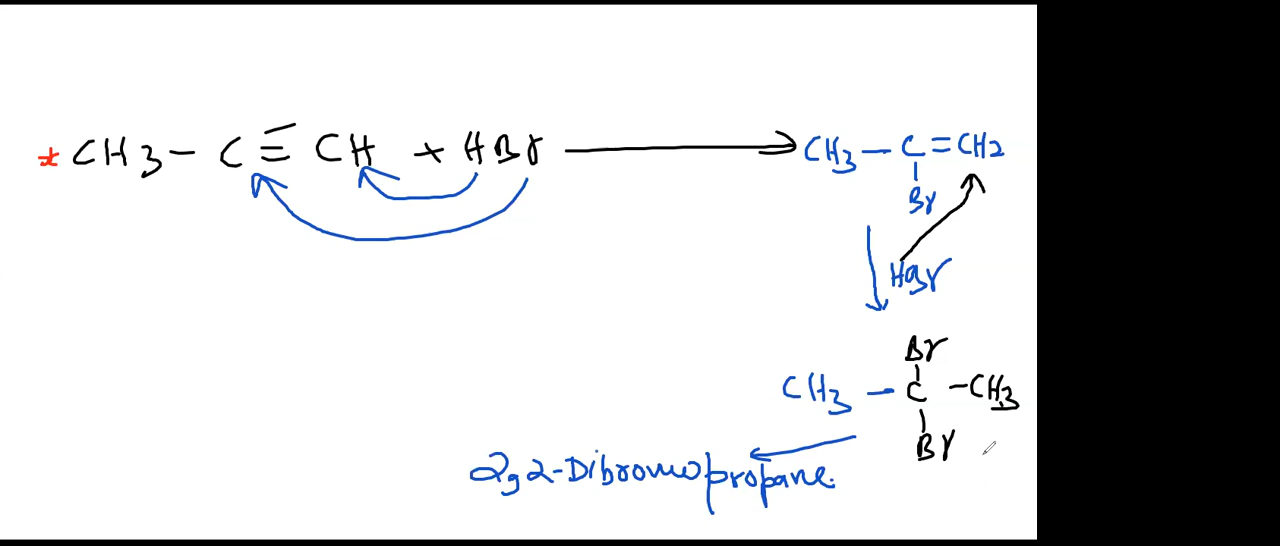 * CH3 - C ≡ CH + HBr ⟶ CH3 - C = CH2
Br
HBr
Br
CH3 - C - CH3
Br
2,2-Dibromopropane.